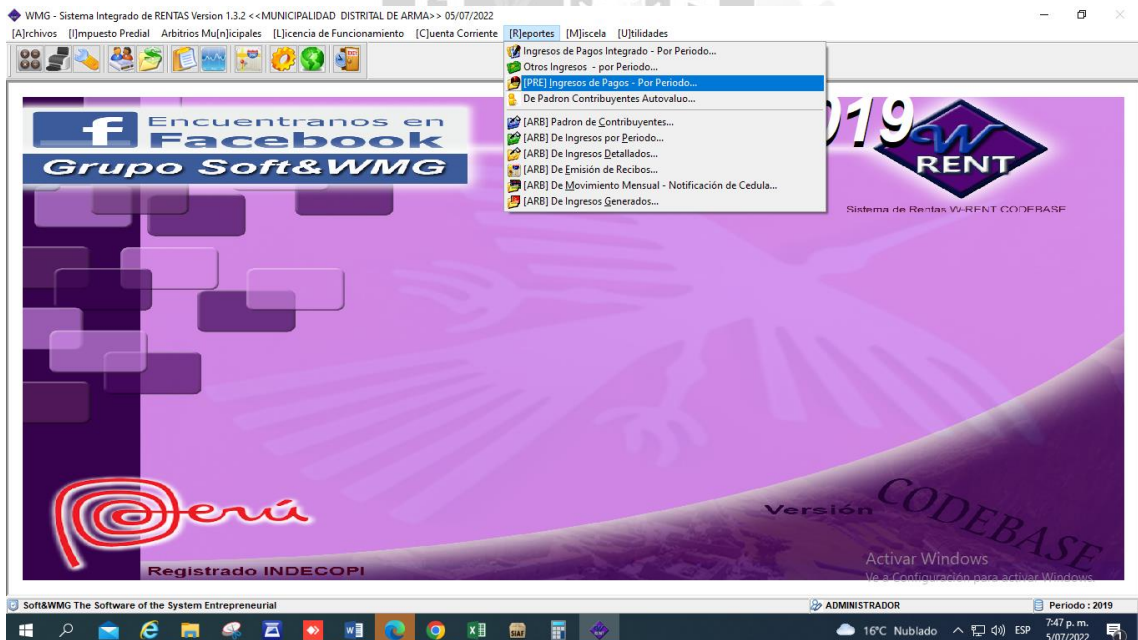 WMG - Sistema Integrado de RENTAS Version 1.3.2 <<MUNICIPALIDAD DISTRITAL DE ARMA>> 05/07/2022
[A]rchivos [I]mpuesto Predial Arbitrios Mu[n]icipales [L]icencia de Funcionamiento [C]uenta Corriente [R]eportes [M]iscela [U]tilidades
Ingresos de Pagos Integrado - Por Periodo...
Otros Ingresos - por Periodo...
[PRE] Ingresos de Pagos - Por Periodo...
De Padron Contribuyentes Autovaluo...
[ARB] Padron de Contribuyentes...
[ARB] De Ingresos por Periodo...
[ARB] De Ingresos Detallados...
[ARB] De Emisión de Recibos...
[ARB] De Movimiento Mensual - Notificación de Cedula...
[ARB] De Ingresos Generados...
f Encuentranos en
Facebook
Grupo Soft&WMG
019
W
RENT
Sistema de Rentas W-RENT CODEBASE
Perú
Registrado INDECOPI
Versión CODEBASE
Activar Windows
Ve a Configuración para activar Windows.
Soft&WMG The Software of the System Entrepreneurial ADMINISTRADOR Periodo : 2019
SIAF
16°C Nublado ESP 7:47 p. m.
5/07/2022